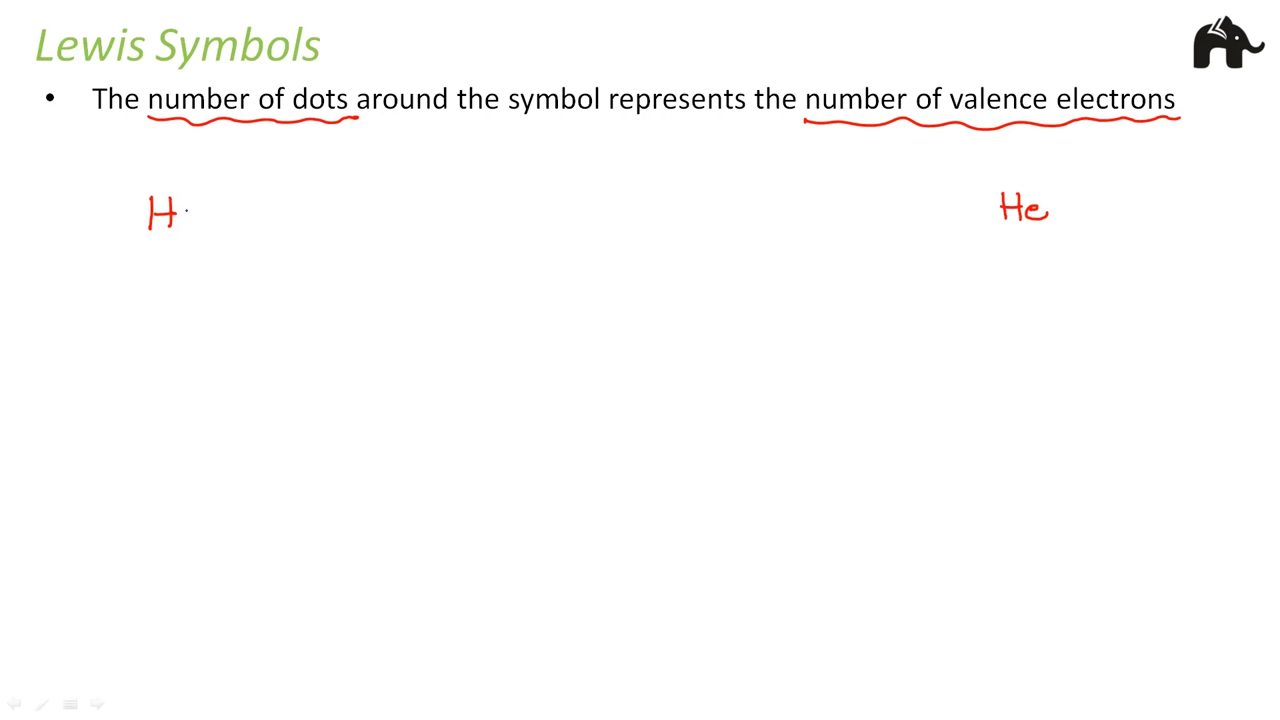 Lewis Symbols
• The number of dots around the symbol represents the number of valence electrons
H · He